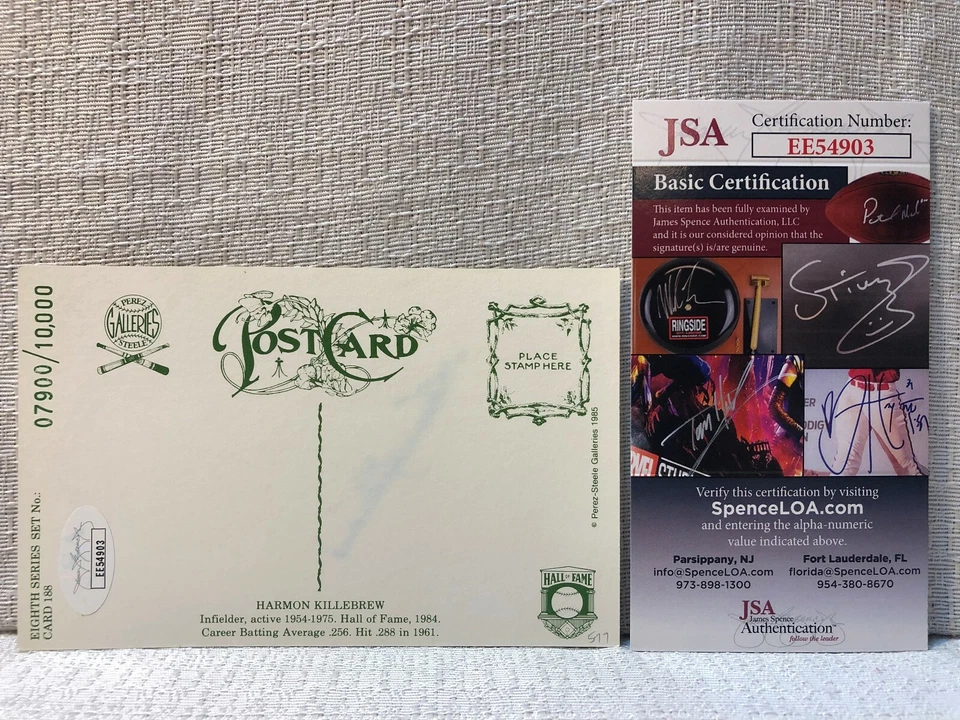 07900/10,000
EIGHTH SERIES SET No.:
CARD 188
PEREZ
GALLERIES
STEELE
POSTCARD
PLACE
STAMP HERE
© Perez-Steele Galleries 1985
EE54903
HALL OF FAME
HARMON KILLEBREW
Infielder, active 1954-1975. Hall of Fame, 1984.
Career Batting Average .256. Hit .288 in 1961.
577
JSA
Certification Number:
EE54903
Basic Certification
This item has been fully examined by
James Spence Authentication, LLC
and it is our considered opinion that the
signature(s) is/are genuine.
RINGSIDE
Verify this certification by visiting
SpenceLOA.com
and entering the alpha-numeric
value indicated above.
Parsippany, NJ
info@SpenceLOA.com
973-898-1300
Fort Lauderdale, FL
florida@SpenceLOA.com
954-380-8670
JSA
James Spence
Authentication
follow the leader